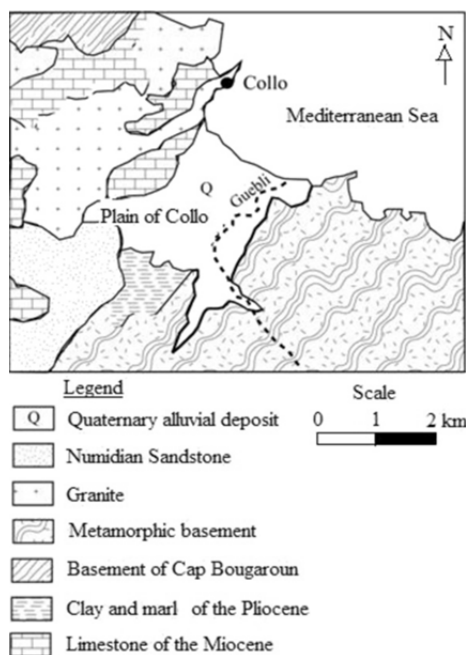 N
Collo
Mediterranean Sea
Q
Guebli
Plain of Collo
Legend
Scale
Q Quaternary alluvial deposit
0 1 2 km
Numidian Sandstone
Granite
Metamorphic basement
Basement of Cap Bougaroun
Clay and marl of the Pliocene
Limestone of the Miocene